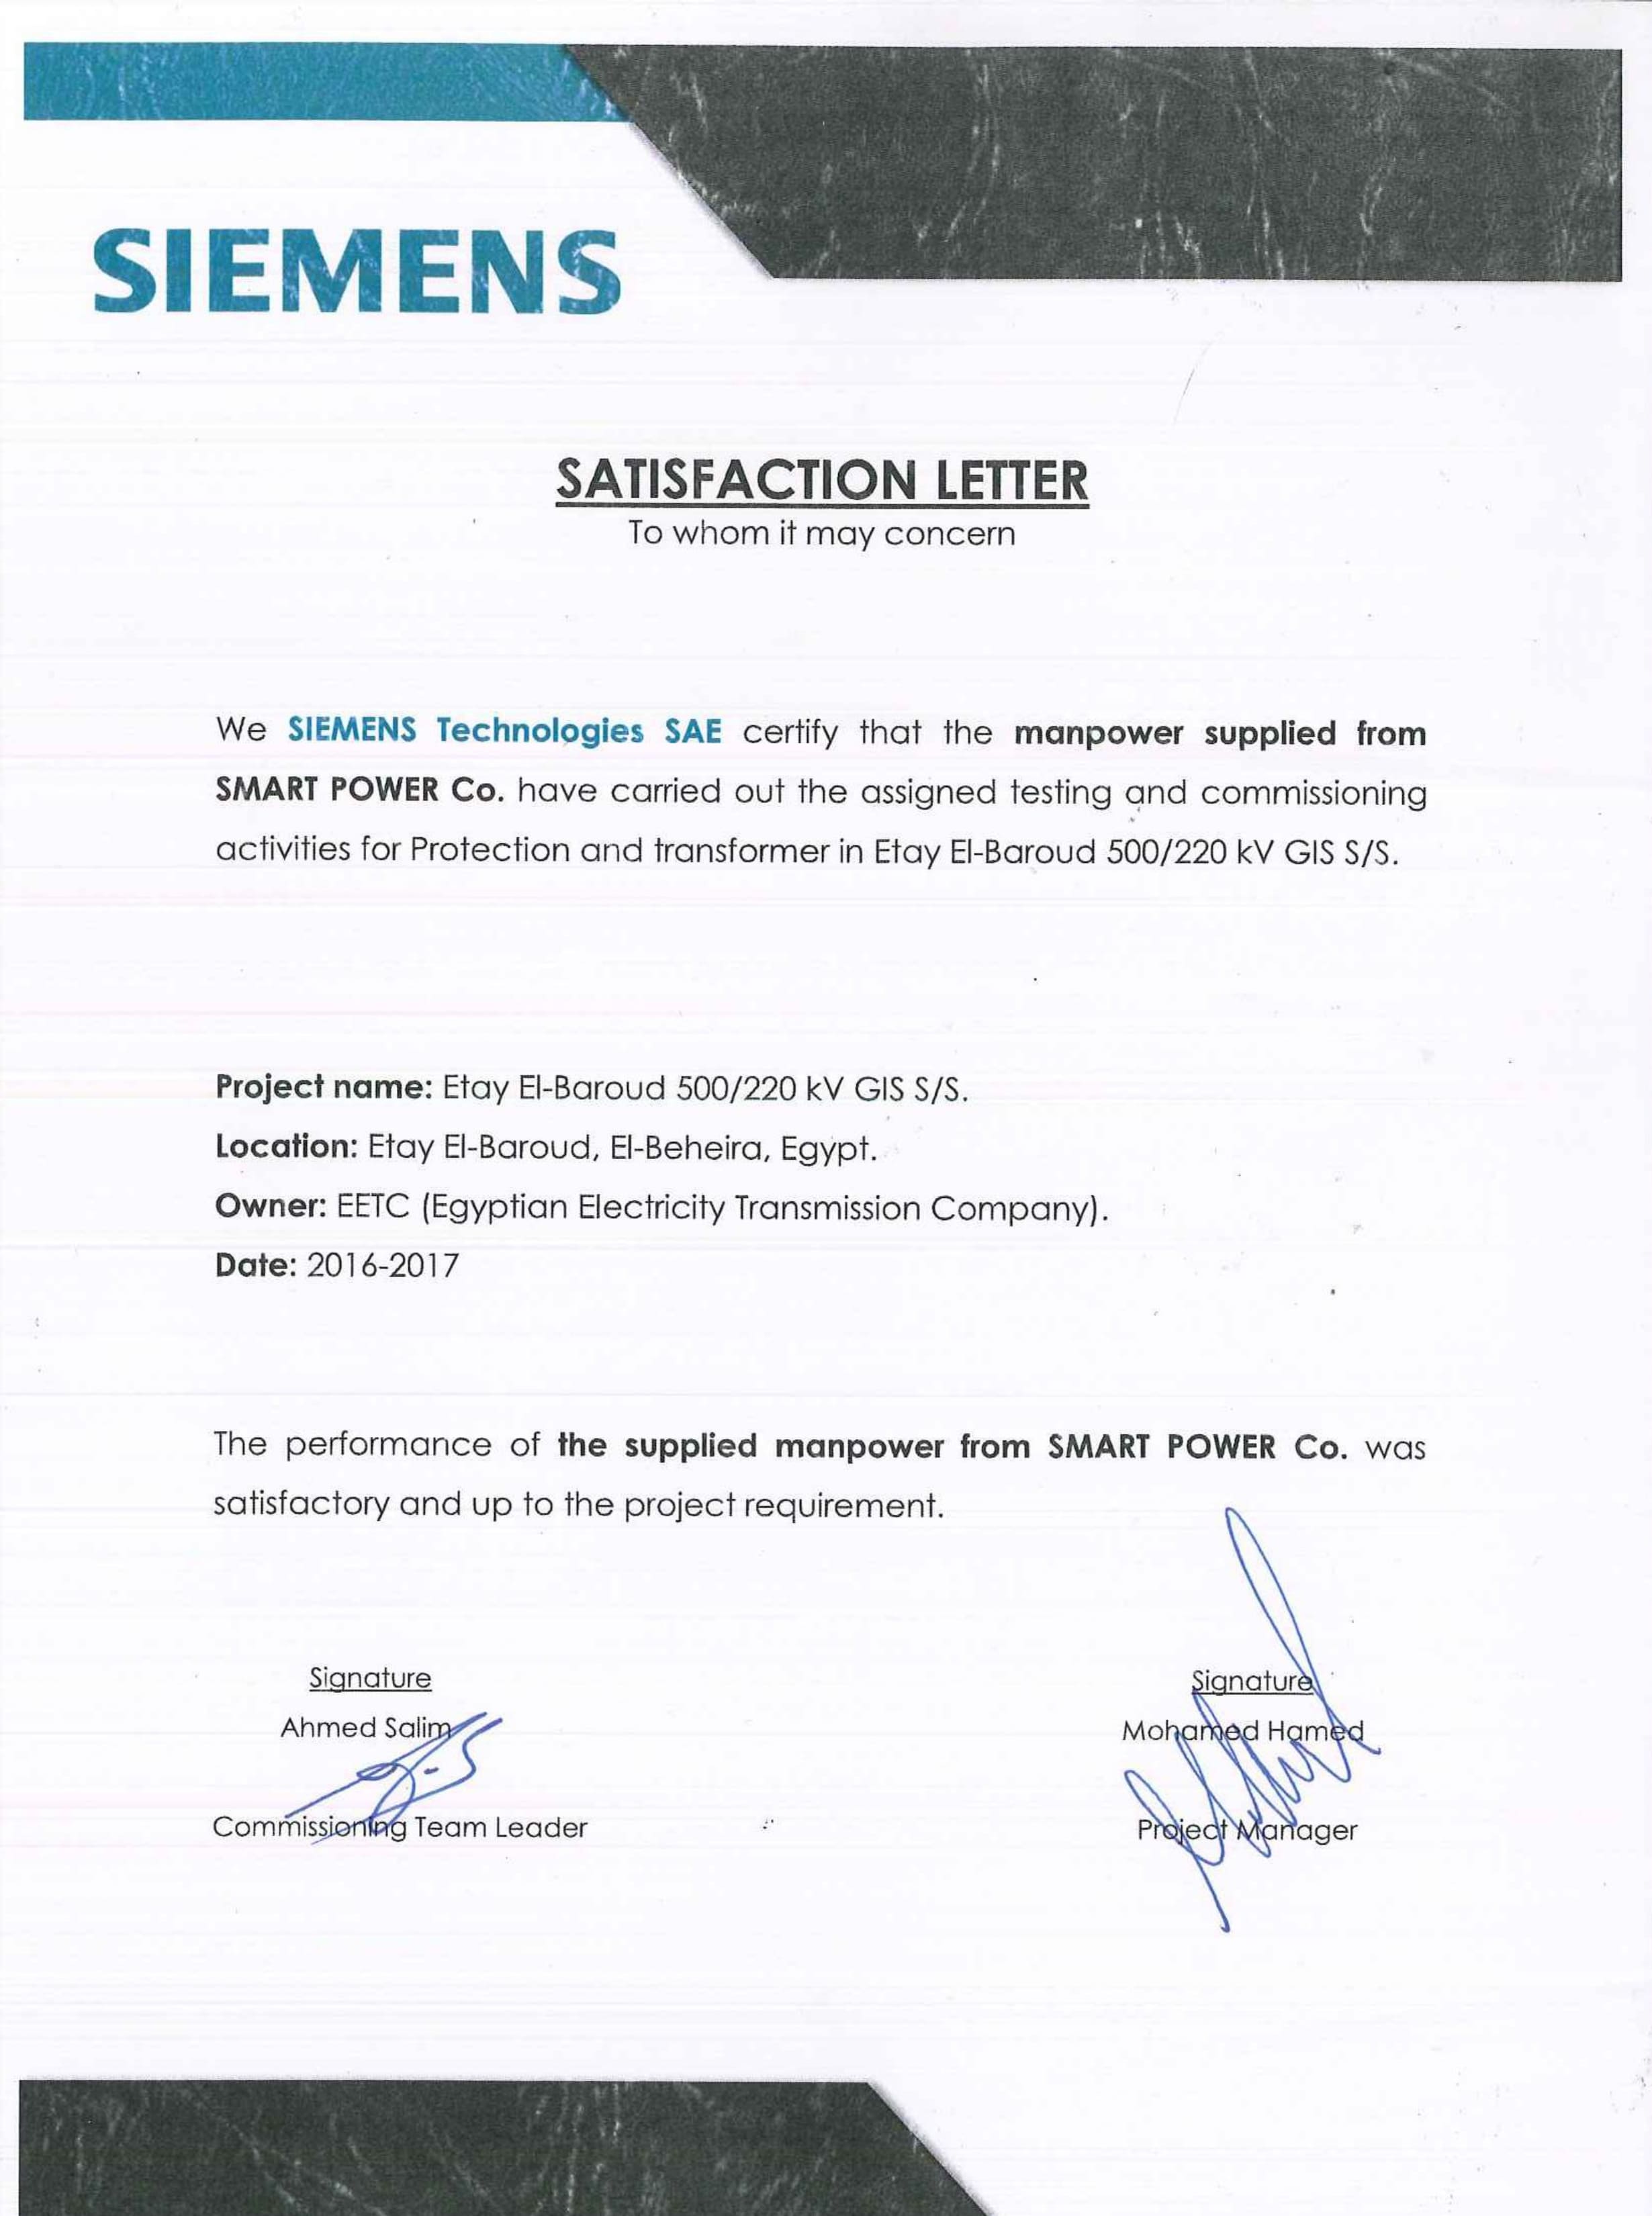 SIEMENS
SATISFACTION LETTER
To whom it may concern
We SIEMENS Technologies SAE certify that the manpower supplied from
SMART POWER Co. have carried out the assigned testing and commissioning
activities for Protection and transformer in Etay El-Baroud 500/220 kV GIS S/S.
Project name: Etay El-Baroud 500/220 kV GIS S/S.
Location: Etay El-Baroud, El-Beheira, Egypt.
Owner: EETC (Egyptian Electricity Transmission Company).
Date: 2016-2017
The performance of the supplied manpower from SMART POWER Co. was
satisfactory and up to the project requirement.
Signature
Ahmed Salim
Commissioning Team Leader
Signature
Mohamed Hamed
Project Manager